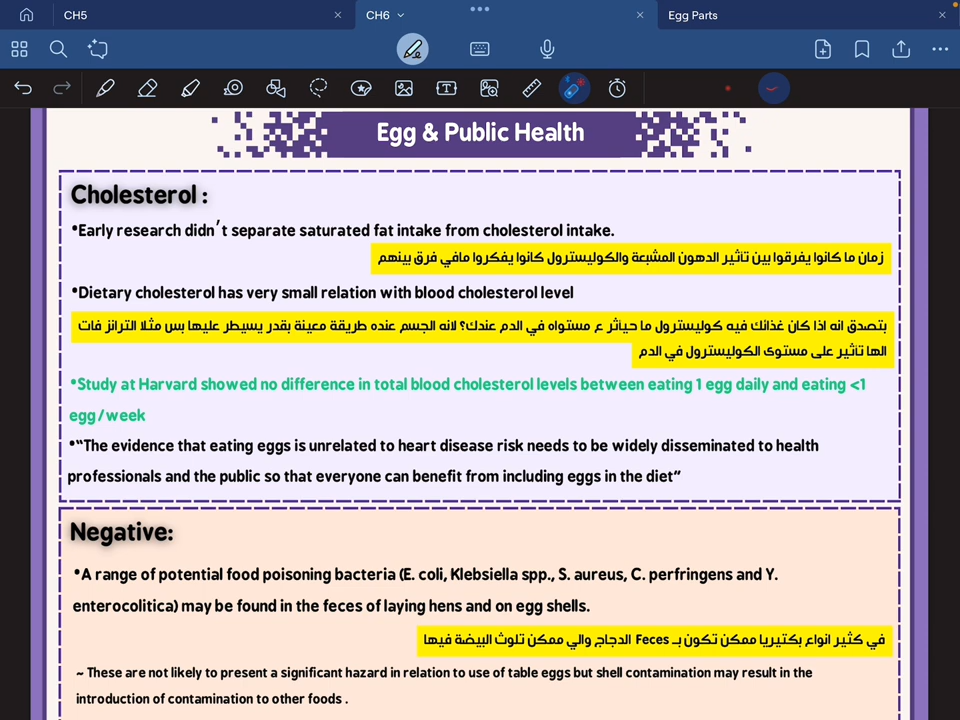 CH5
CH6
Egg Parts
Egg & Public Health
Cholesterol :
•Early research didn't separate saturated fat intake from cholesterol intake.
زمان ما كانوا يفرقوا بين تأثير الدهون المشبعة والكوليسترول كانوا يفكروا مافي فرق بينهم
•Dietary cholesterol has very small relation with blood cholesterol level
بتصدق انه اذا كان غذائك فيه كوليسترول ما حيأثر ع مستواه في الدم عندك؟ لانه الجسم عنده طريقة معينة بقدر يسيطر عليها بس مثلا الترانز فات
الها تأثير على مستوى الكوليسترول في الدم
•Study at Harvard showed no difference in total blood cholesterol levels between eating 1 egg daily and eating <1
egg/week
•"The evidence that eating eggs is unrelated to heart disease risk needs to be widely disseminated to health
professionals and the public so that everyone can benefit from including eggs in the diet"
Negative:
•A range of potential food poisoning bacteria (E. coli, Klebsiella spp., S. aureus, C. perfringens and Y.
enterocolitica) may be found in the feces of laying hens and on egg shells.
في كثير انواع بكتيريا ممكن تكون بـ Feces الدجاج والي ممكن تلوث البيضة فيها
~ These are not likely to present a significant hazard in relation to use of table eggs but shell contamination may result in the
introduction of contamination to other foods .